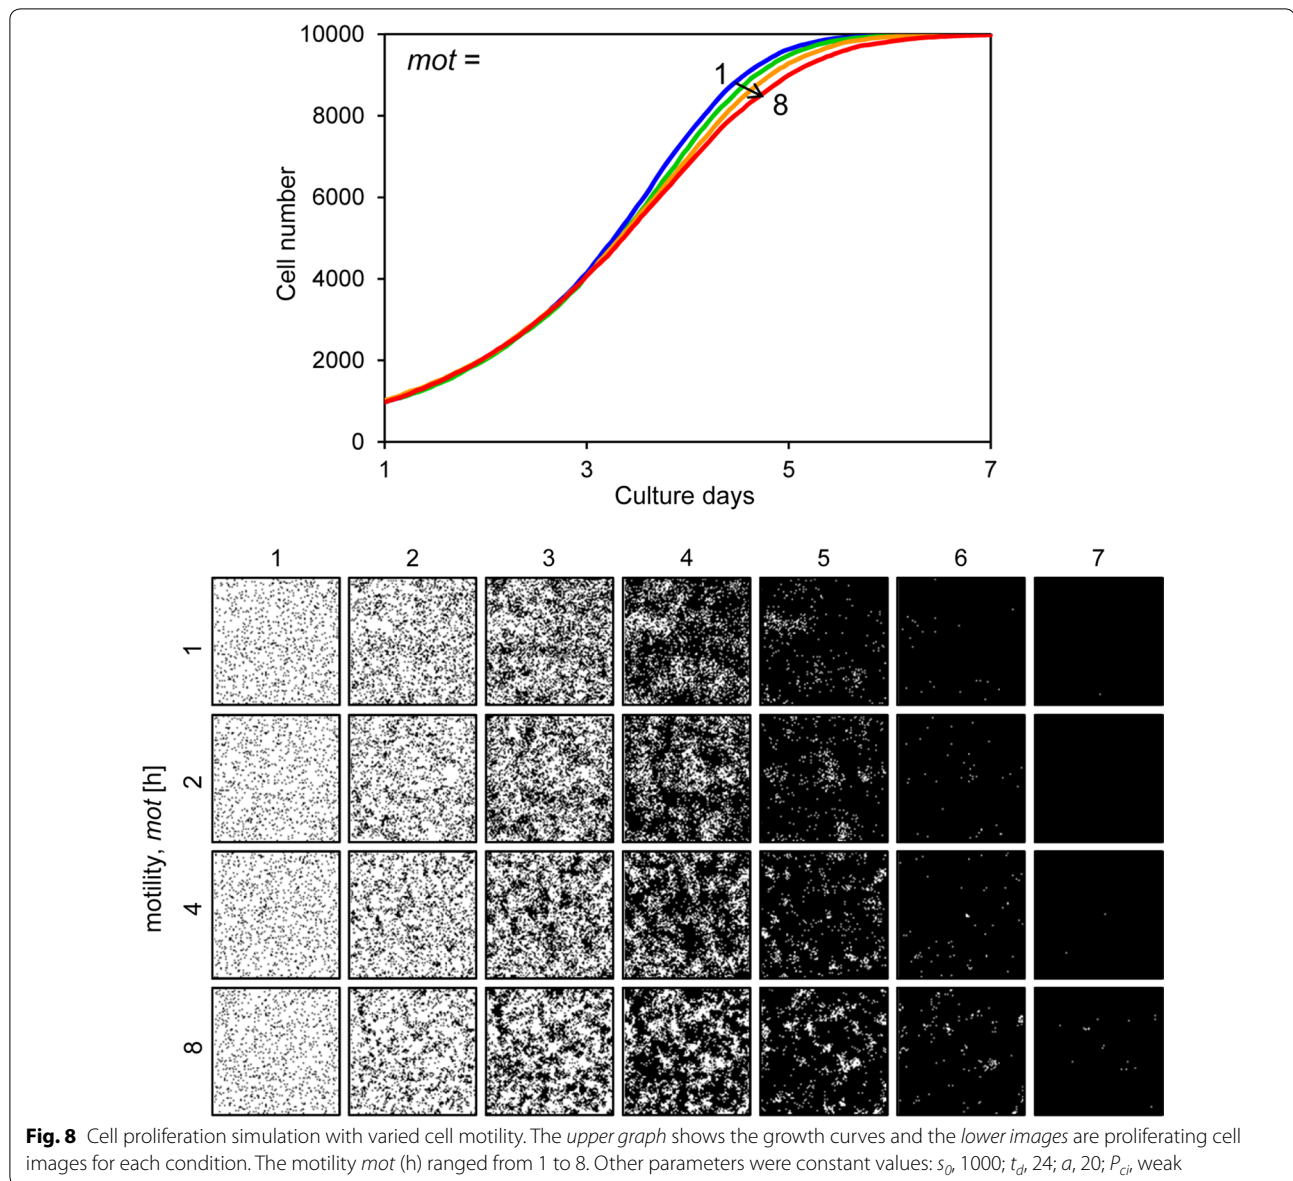 10000
8000
6000
4000
2000
0
Cell number
mot =
1
8
1 3 5 7
Culture days
1 2 3 4 5 6 7
motility, mot [h]
1
2
4
8
Fig. 8 Cell proliferation simulation with varied cell motility. The upper graph shows the growth curves and the lower images are proliferating cell
images for each condition. The motility mot (h) ranged from 1 to 8. Other parameters were constant values: s0, 1000; td, 24; a, 20; Pci, weak